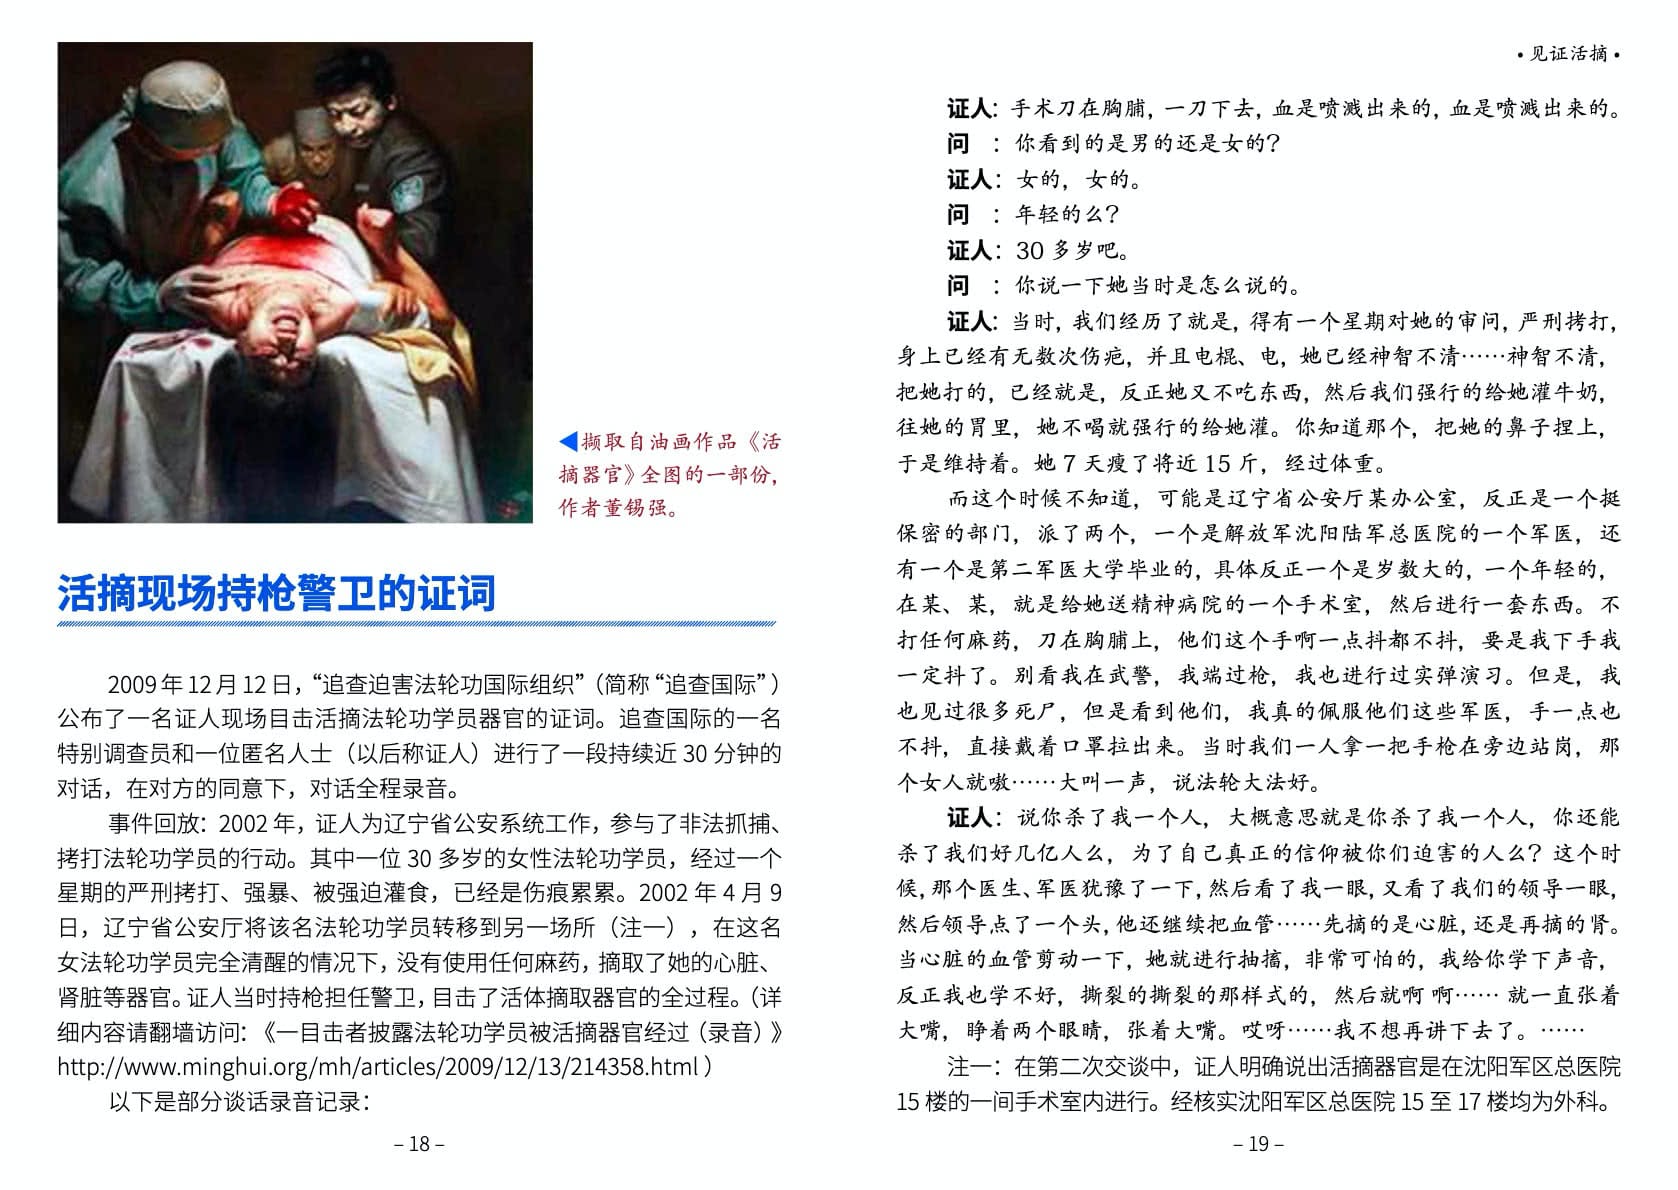 ◀撷取自油画作品《活
摘器官》全图的一部份，
作者董锡强。
活摘现场持枪警卫的证词
2009年12月12日，“追查迫害法轮功国际组织”（简称“追查国际”）
公布了一名证人现场目击活摘法轮功学员器官的证词。追查国际的一名
特别调查员和一位匿名人士（以后称证人）进行了一段持续近 30 分钟的
对话，在对方的同意下，对话全程录音。
事件回放：2002 年，证人为辽宁省公安系统工作，参与了非法抓捕、
拷打法轮功学员的行动。其中一位 30 多岁的女性法轮功学员，经过一个
星期的严刑拷打、强暴、被强迫灌食，已经是伤痕累累。2002 年 4 月 9
日，辽宁省公安厅将该名法轮功学员转移到另一场所（注一），在这名
女法轮功学员完全清醒的情况下，没有使用任何麻药，摘取了她的心脏、
肾脏等器官。证人当时持枪担任警卫，目击了活体摘取器官的全过程。（详
细内容请翻墙访问：《一目击者披露法轮功学员被活摘器官经过（录音）》
http://www.minghui.org/mh/articles/2009/12/13/214358.html ）
以下是部分谈话录音记录：
– 18 –
• 见证活摘 •
证人：手术刀在胸脯，一刀下去，血是喷溅出来的，血是喷溅出来的。
问　：你看到的是男的还是女的？
证人：女的，女的。
问　：年轻的么？
证人：30 多岁吧。
问　：你说一下她当时是怎么说的。
证人：当时，我们经历了就是，得有一个星期对她的审问，严刑拷打，
身上已经有无数次伤疤，并且电棍、电，她已经神智不清……神智不清，
把她打的，已经就是，反正她又不吃东西，然后我们强行的给她灌牛奶，
往她的胃里，她不喝就强行的给她灌。你知道那个，把她的鼻子捏上，
于是维持着。她 7 天瘦了将近 15 斤，经过体重。
而这个时候不知道，可能是辽宁省公安厅某办公室，反正是一个挺
保密的部门，派了两个，一个是解放军沈阳陆军总医院的一个军医，还
有一个是第二军医大学毕业的，具体反正一个是岁数大的，一个年轻的，
在某、某，就是给她送精神病院的一个手术室，然后进行一套东西。不
打任何麻药，刀在胸脯上，他们这个手啊一点抖都不抖，要是我下手我
一定抖了。别看我在武警，我端过枪，我也进行过实弹演习。但是，我
也见过很多死尸，但是看到他们，我真的佩服他们这些军医，手一点也
不抖，直接戴着口罩拉出来。当时我们一人拿一把手枪在旁边站岗，那
个女人就嗷……大叫一声，说法轮大法好。
证人：说你杀了我一个人，大概意思就是你杀了我一个人，你还能
杀了我们好几亿人么，为了自己真正的信仰被你们迫害的人么？这个时
候，那个医生、军医犹豫了一下，然后看了我一眼，又看了我们的领导一眼，
然后领导点了一个头，他还继续把血管……先摘的是心脏，还是再摘的肾。
当心脏的血管剪动一下，她就进行抽搐，非常可怕的，我给你学下声音，
反正我也学不好，撕裂的撕裂的那样式的，然后就啊 啊…… 就一直张着
大嘴，睁着两个眼睛，张着大嘴。哎呀……我不想再讲下去了。……
注一：在第二次交谈中，证人明确说出活摘器官是在沈阳军区总医院
15 楼的一间手术室内进行。经核实沈阳军区总医院 15 至 17 楼均为外科。
– 19 –